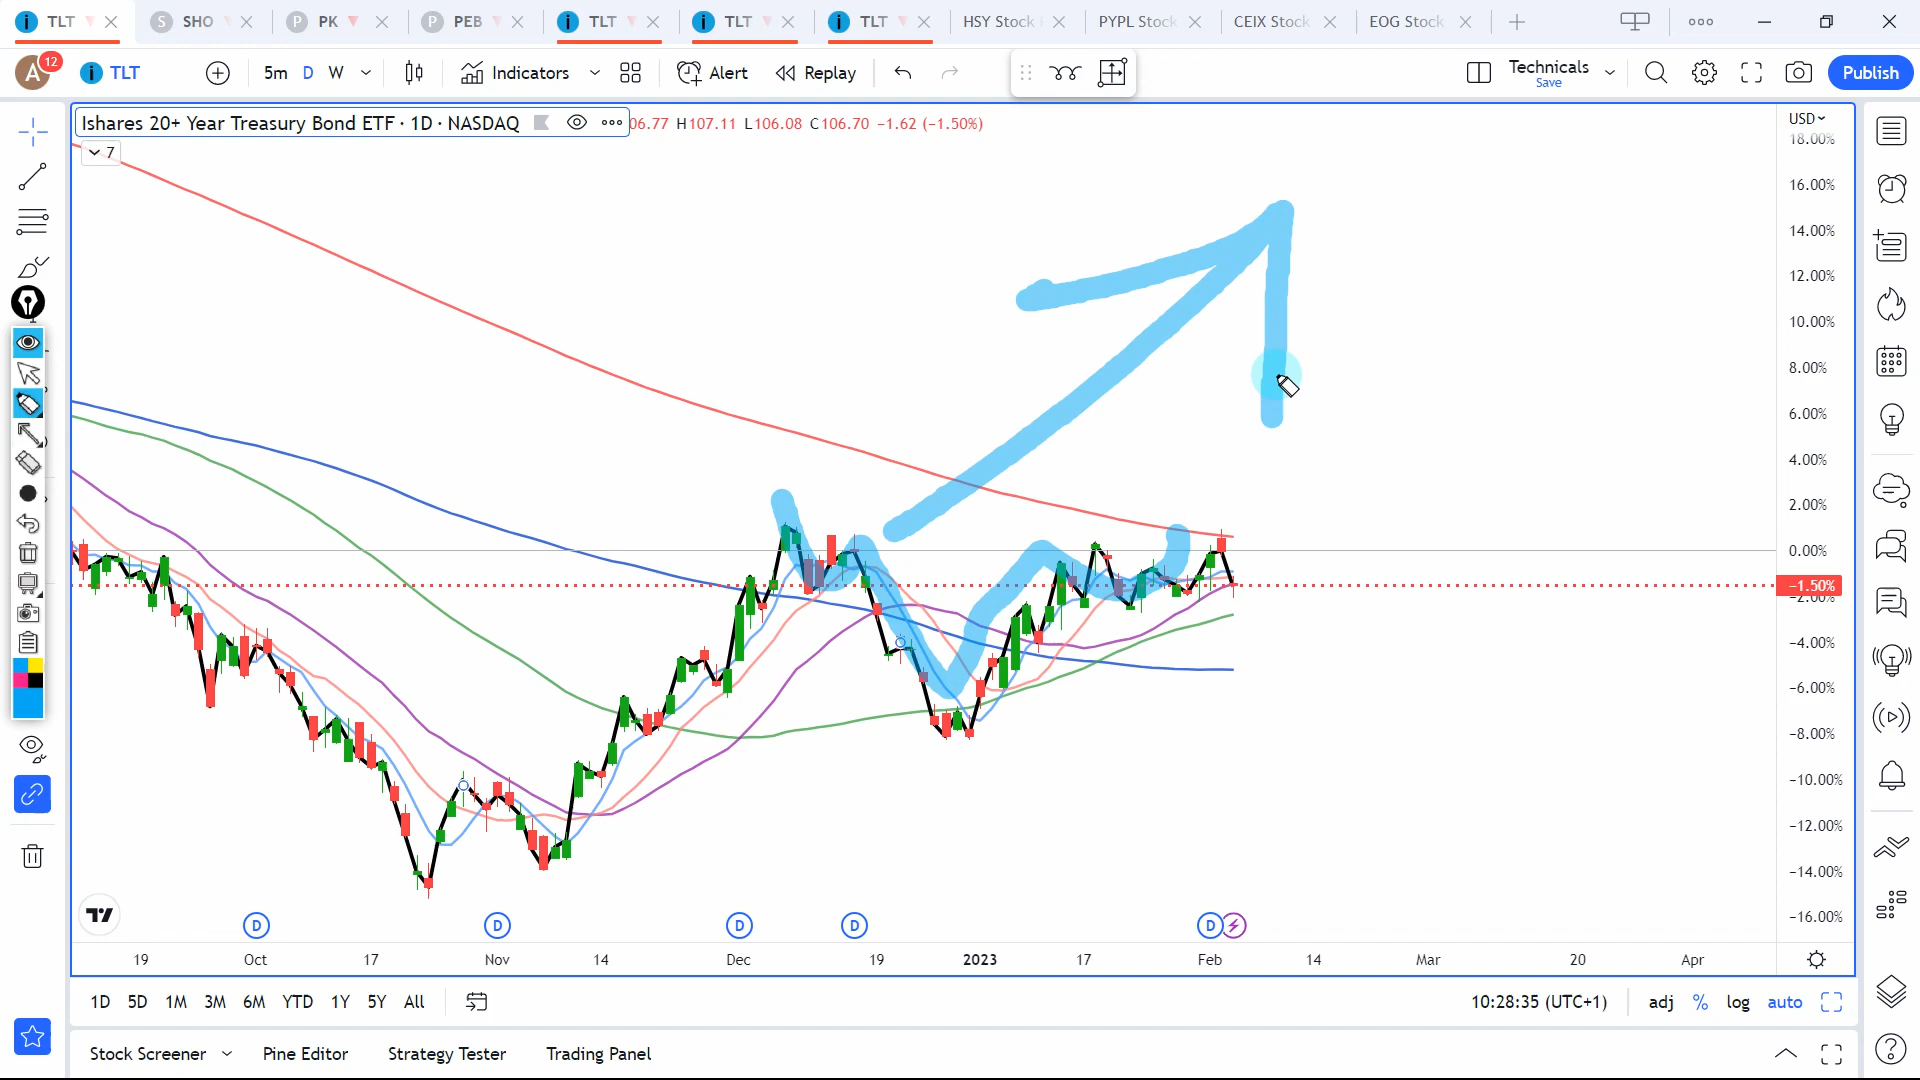 TLT SHO PK PEB TLT TLT TLT HSY Stock PYPL Stock CEIX Stock EOG Stock
A 12 TLT 5m D W Indicators Alert Replay Technicals Save Publish
Ishares 20+ Year Treasury Bond ETF · 1D · NASDAQ 06.77 H107.11 L106.08 C106.70 −1.62 (−1.50%)
7
USD
18.00%
16.00%
14.00%
12.00%
10.00%
8.00%
6.00%
4.00%
2.00%
0.00%
−1.50%
−2.00%
−4.00%
−6.00%
−8.00%
−10.00%
−12.00%
−14.00%
−16.00%
D D D D D
19 Oct 17 Nov 14 Dec 19 2023 17 Feb 14 Mar 20 Apr
1D 5D 1M 3M 6M YTD 1Y 5Y All 10:28:35 (UTC+1) adj % log auto
Stock Screener Pine Editor Strategy Tester Trading Panel